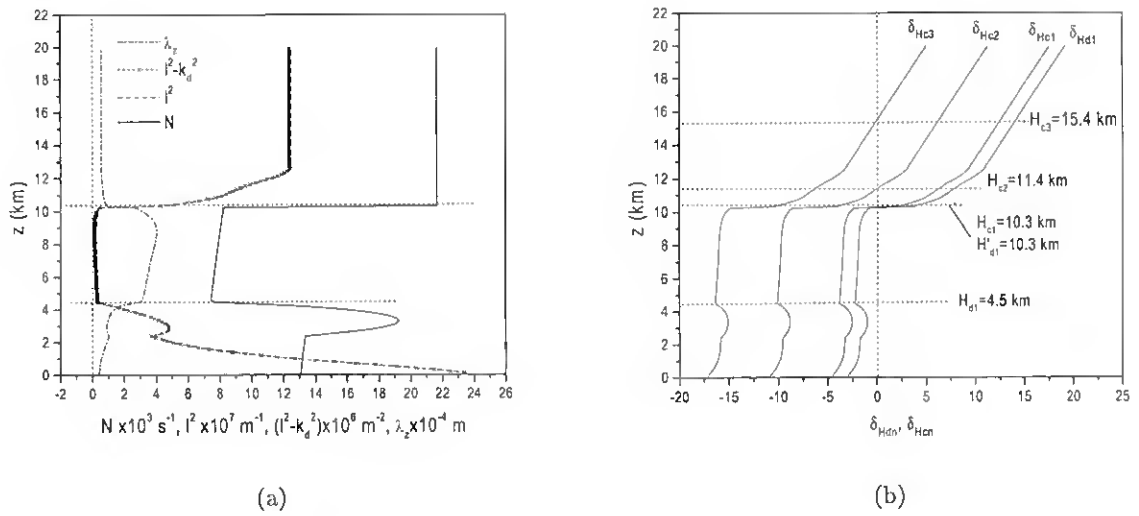 22
20
18
16
14
12
10
8
6
4
2
0
z (km)
λz
l²-kd²
l²
N
-2 0 2 4 6 8 10 12 14 16 18 20 22 24 26
N x10³ s⁻¹, l² x10⁷ m⁻¹, (l²-kd²)x10⁶ m⁻², λz x10⁻⁴ m
(a)
22
20
18
16
14
12
10
8
6
4
2
0
z (km)
δHc3 δHc2 δHc1 δHd1
Hc3=15.4 km
Hc2=11.4 km
Hc1=10.3 km
H'd1=10.3 km
Hd1=4.5 km
-20 -15 -10 -5 0 5 10 15 20 25
δHdn, δHcn
(b)